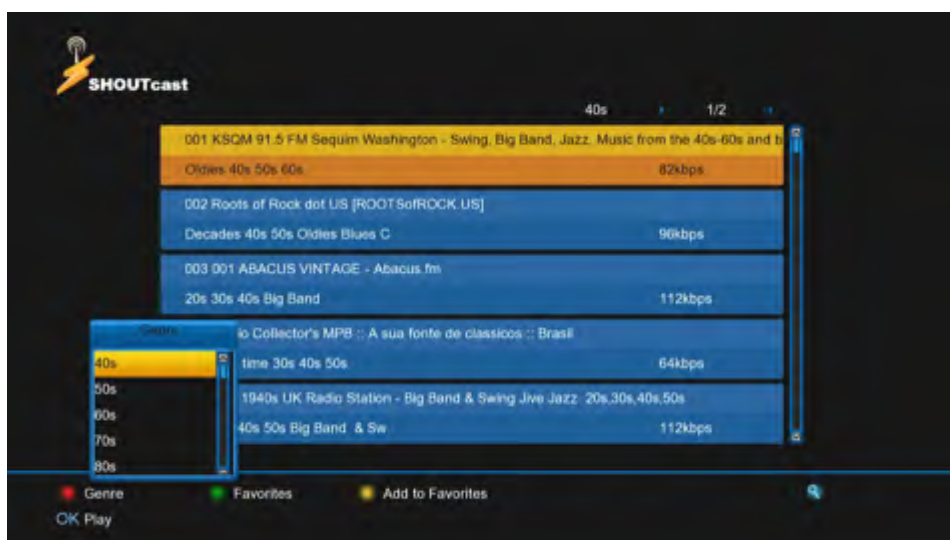 SHOUTcast
40s 1/2
001 KSQM 91.5 FM Sequim Washington - Swing, Big Band, Jazz, Music from the 40s-60s and b
Oldies 40s 50s 60s 82kbps
002 Roots of Rock dot US [ROOTSofROCK.US]
Decades 40s 50s Oldies Blues C 96kbps
003 001 ABACUS VINTAGE - Abacus.fm
20s 30s 40s Big Band 112kbps
io Collector's MPB :: A sua fonte de classicos :: Brasil
time 30s 40s 50s 64kbps
1940s UK Radio Station - Big Band & Swing Jive Jazz 20s,30s,40s,50s
40s 50s Big Band & Sw 112kbps
Genre
40s
50s
60s
70s
80s
Genre Favorites Add to Favorites
OK Play